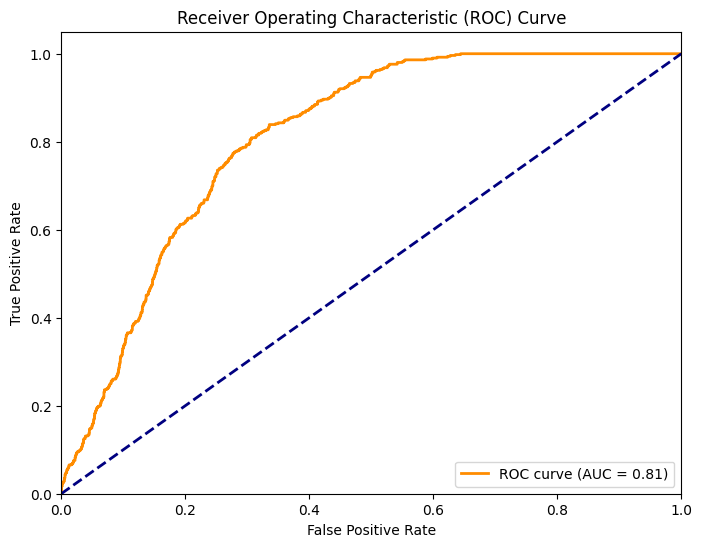 Receiver Operating Characteristic (ROC) Curve
1.0
0.8
0.6
0.4
0.2
0.0
True Positive Rate
ROC curve (AUC = 0.81)
0.0 0.2 0.4 0.6 0.8 1.0
False Positive Rate